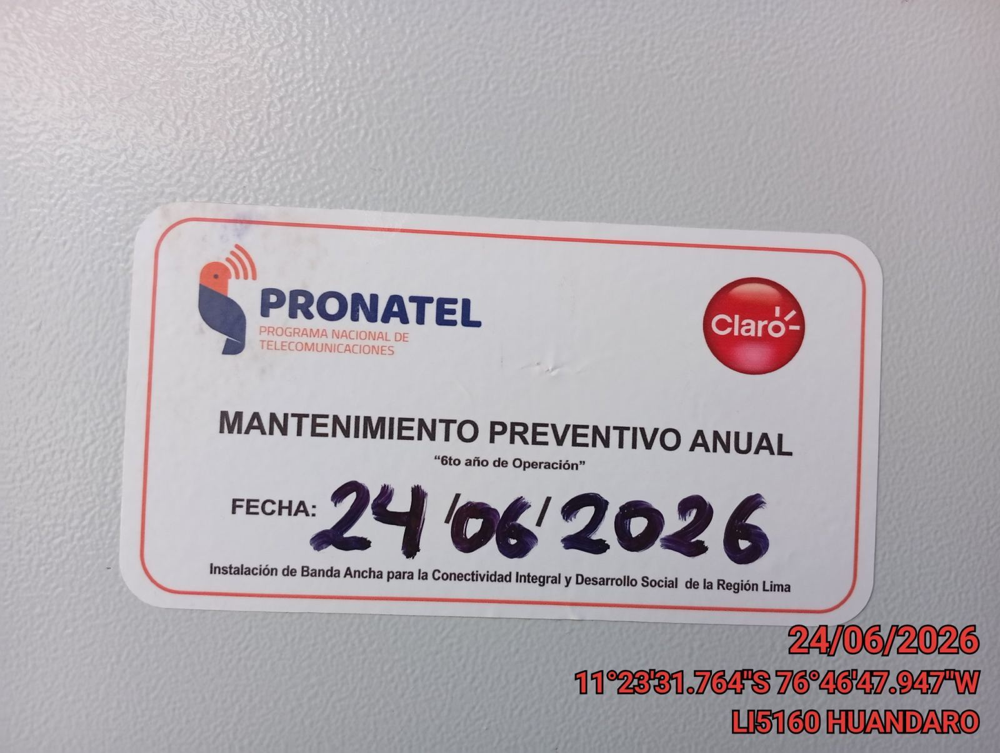 PRONATEL
PROGRAMA NACIONAL DE
TELECOMUNICACIONES
Claro
MANTENIMIENTO PREVENTIVO ANUAL
“6to año de Operación”
FECHA: 24/06/2026
Instalación de Banda Ancha para la Conectividad Integral y Desarrollo Social de la Región Lima
24/06/2026
11°23'31.764"S 76°46'47.947"W
LI5160 HUANDARO